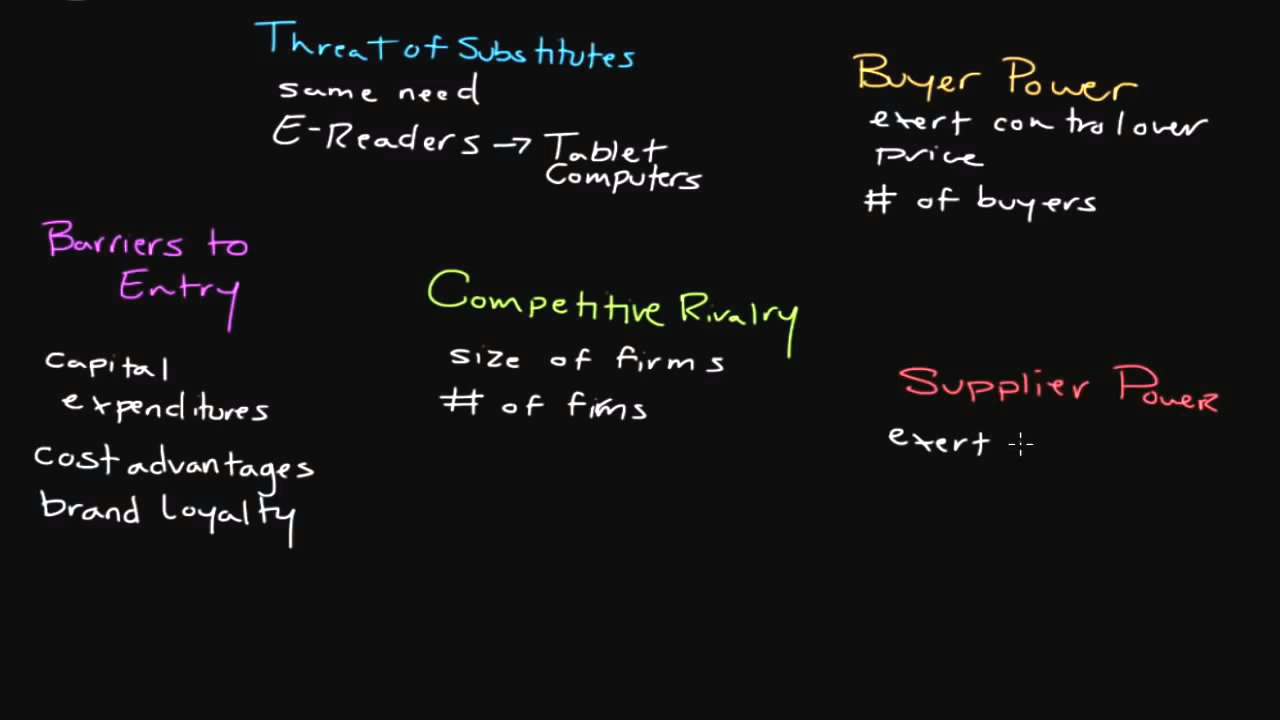 Threat of Substitutes
same need
E-Readers → Tablet
Computers
Buyer Power
exert control over
price
# of buyers
Barriers to
Entry
capital
expenditures
cost advantages
brand loyalty
Competitive Rivalry
size of firms
# of firms
Supplier Power
exert